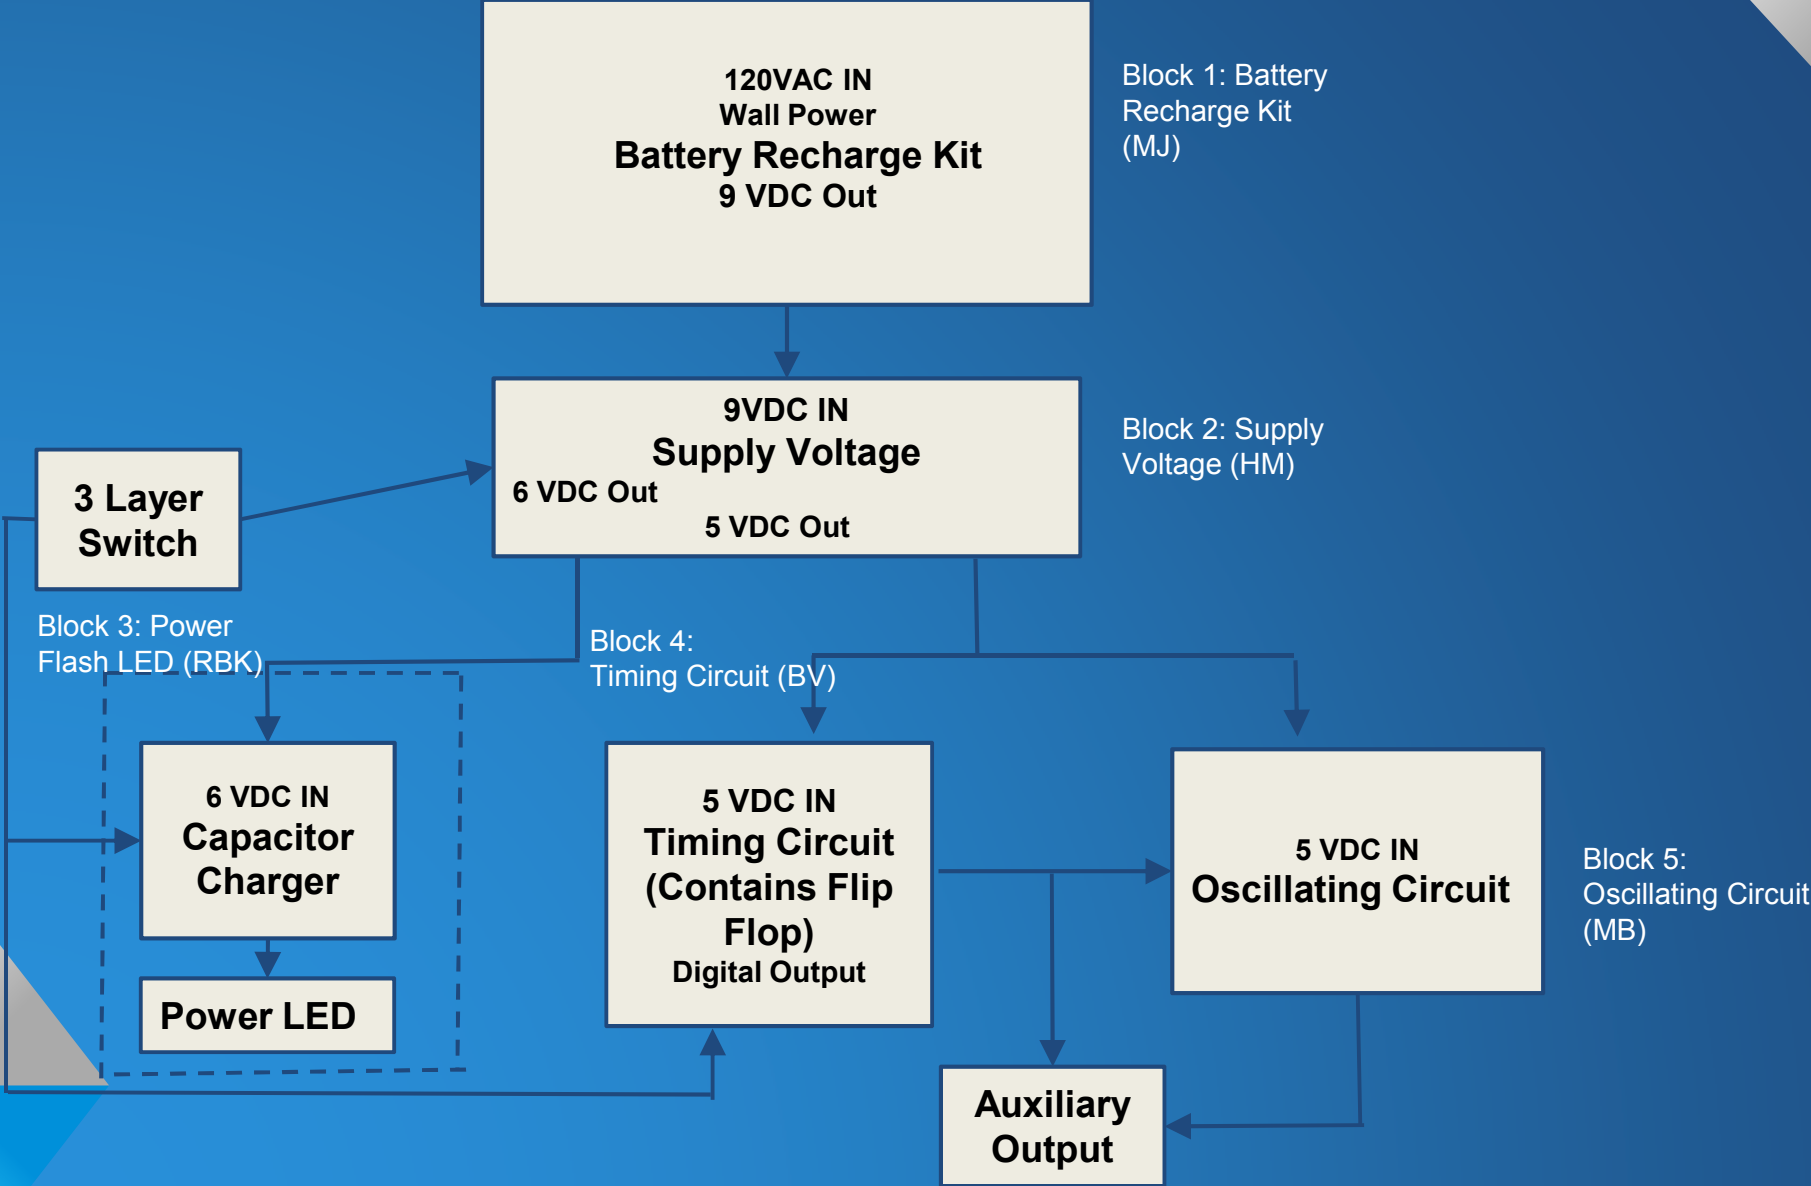 120VAC IN
Wall Power
Battery Recharge Kit
9 VDC Out
Block 1: Battery
Recharge Kit
(MJ)
9VDC IN
Supply Voltage
6 VDC Out
5 VDC Out
Block 2: Supply
Voltage (HM)
3 Layer
Switch
Block 3: Power
Flash LED (RBK)
Block 4:
Timing Circuit (BV)
6 VDC IN
Capacitor
Charger
Power LED
5 VDC IN
Timing Circuit
(Contains Flip
Flop)
Digital Output
5 VDC IN
Oscillating Circuit
Block 5:
Oscillating Circuit
(MB)
Auxiliary
Output